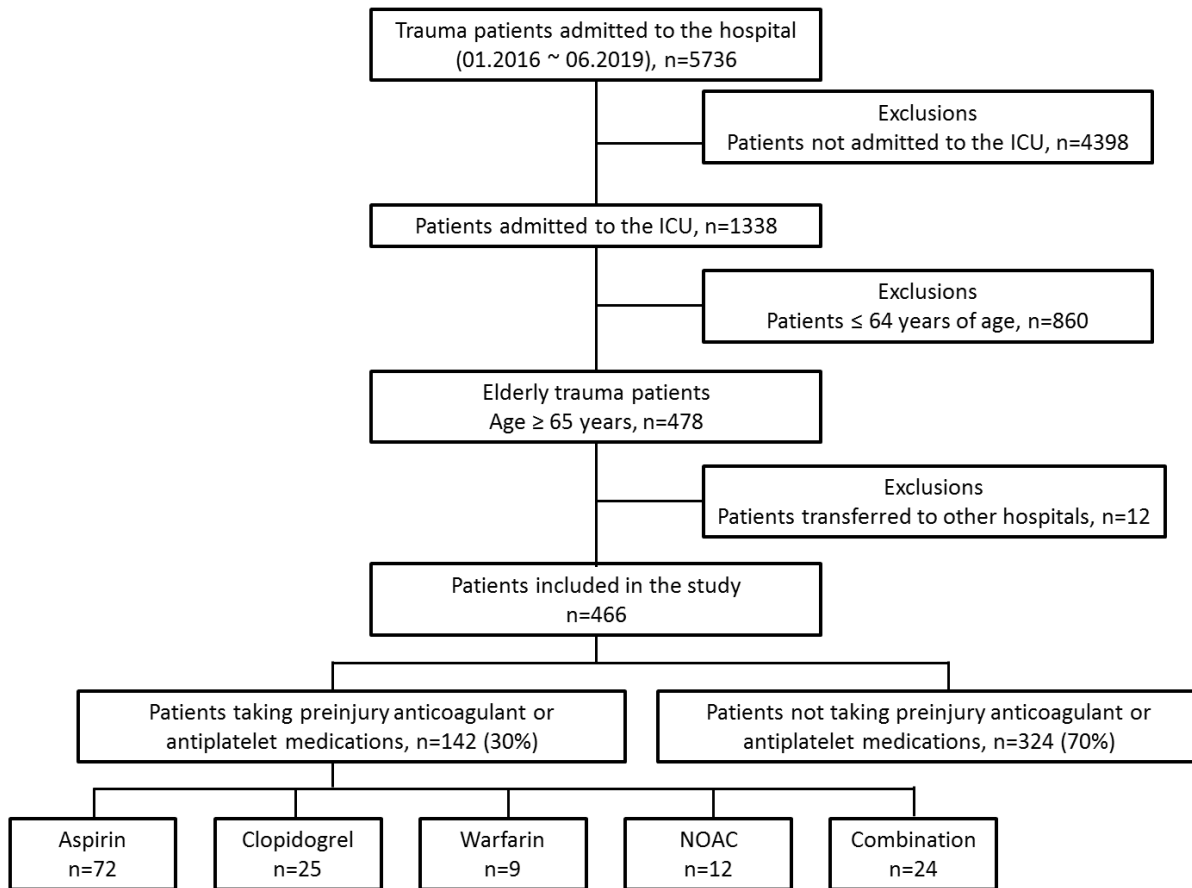 Trauma patients admitted to the hospital
(01.2016 ~ 06.2019), n=5736
Exclusions
Patients not admitted to the ICU, n=4398
Patients admitted to the ICU, n=1338
Exclusions
Patients ≤ 64 years of age, n=860
Elderly trauma patients
Age ≥ 65 years, n=478
Exclusions
Patients transferred to other hospitals, n=12
Patients included in the study
n=466
Patients taking preinjury anticoagulant or
antiplatelet medications, n=142 (30%)
Patients not taking preinjury anticoagulant or
antiplatelet medications, n=324 (70%)
Aspirin
n=72
Clopidogrel
n=25
Warfarin
n=9
NOAC
n=12
Combination
n=24